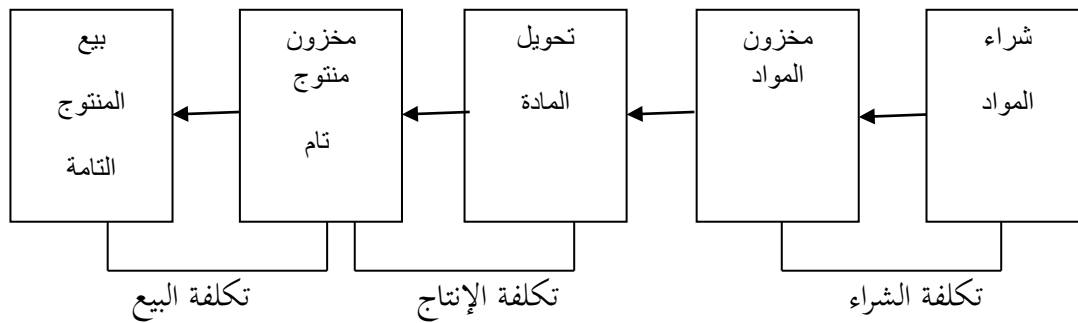 شراء
المواد
مخزون
المواد
تحويل
المادة
مخزون
منتوج
تام
بيع
المنتوج
التامة
تكلفة الشراء
تكلفة الإنتاج
تكلفة البيع